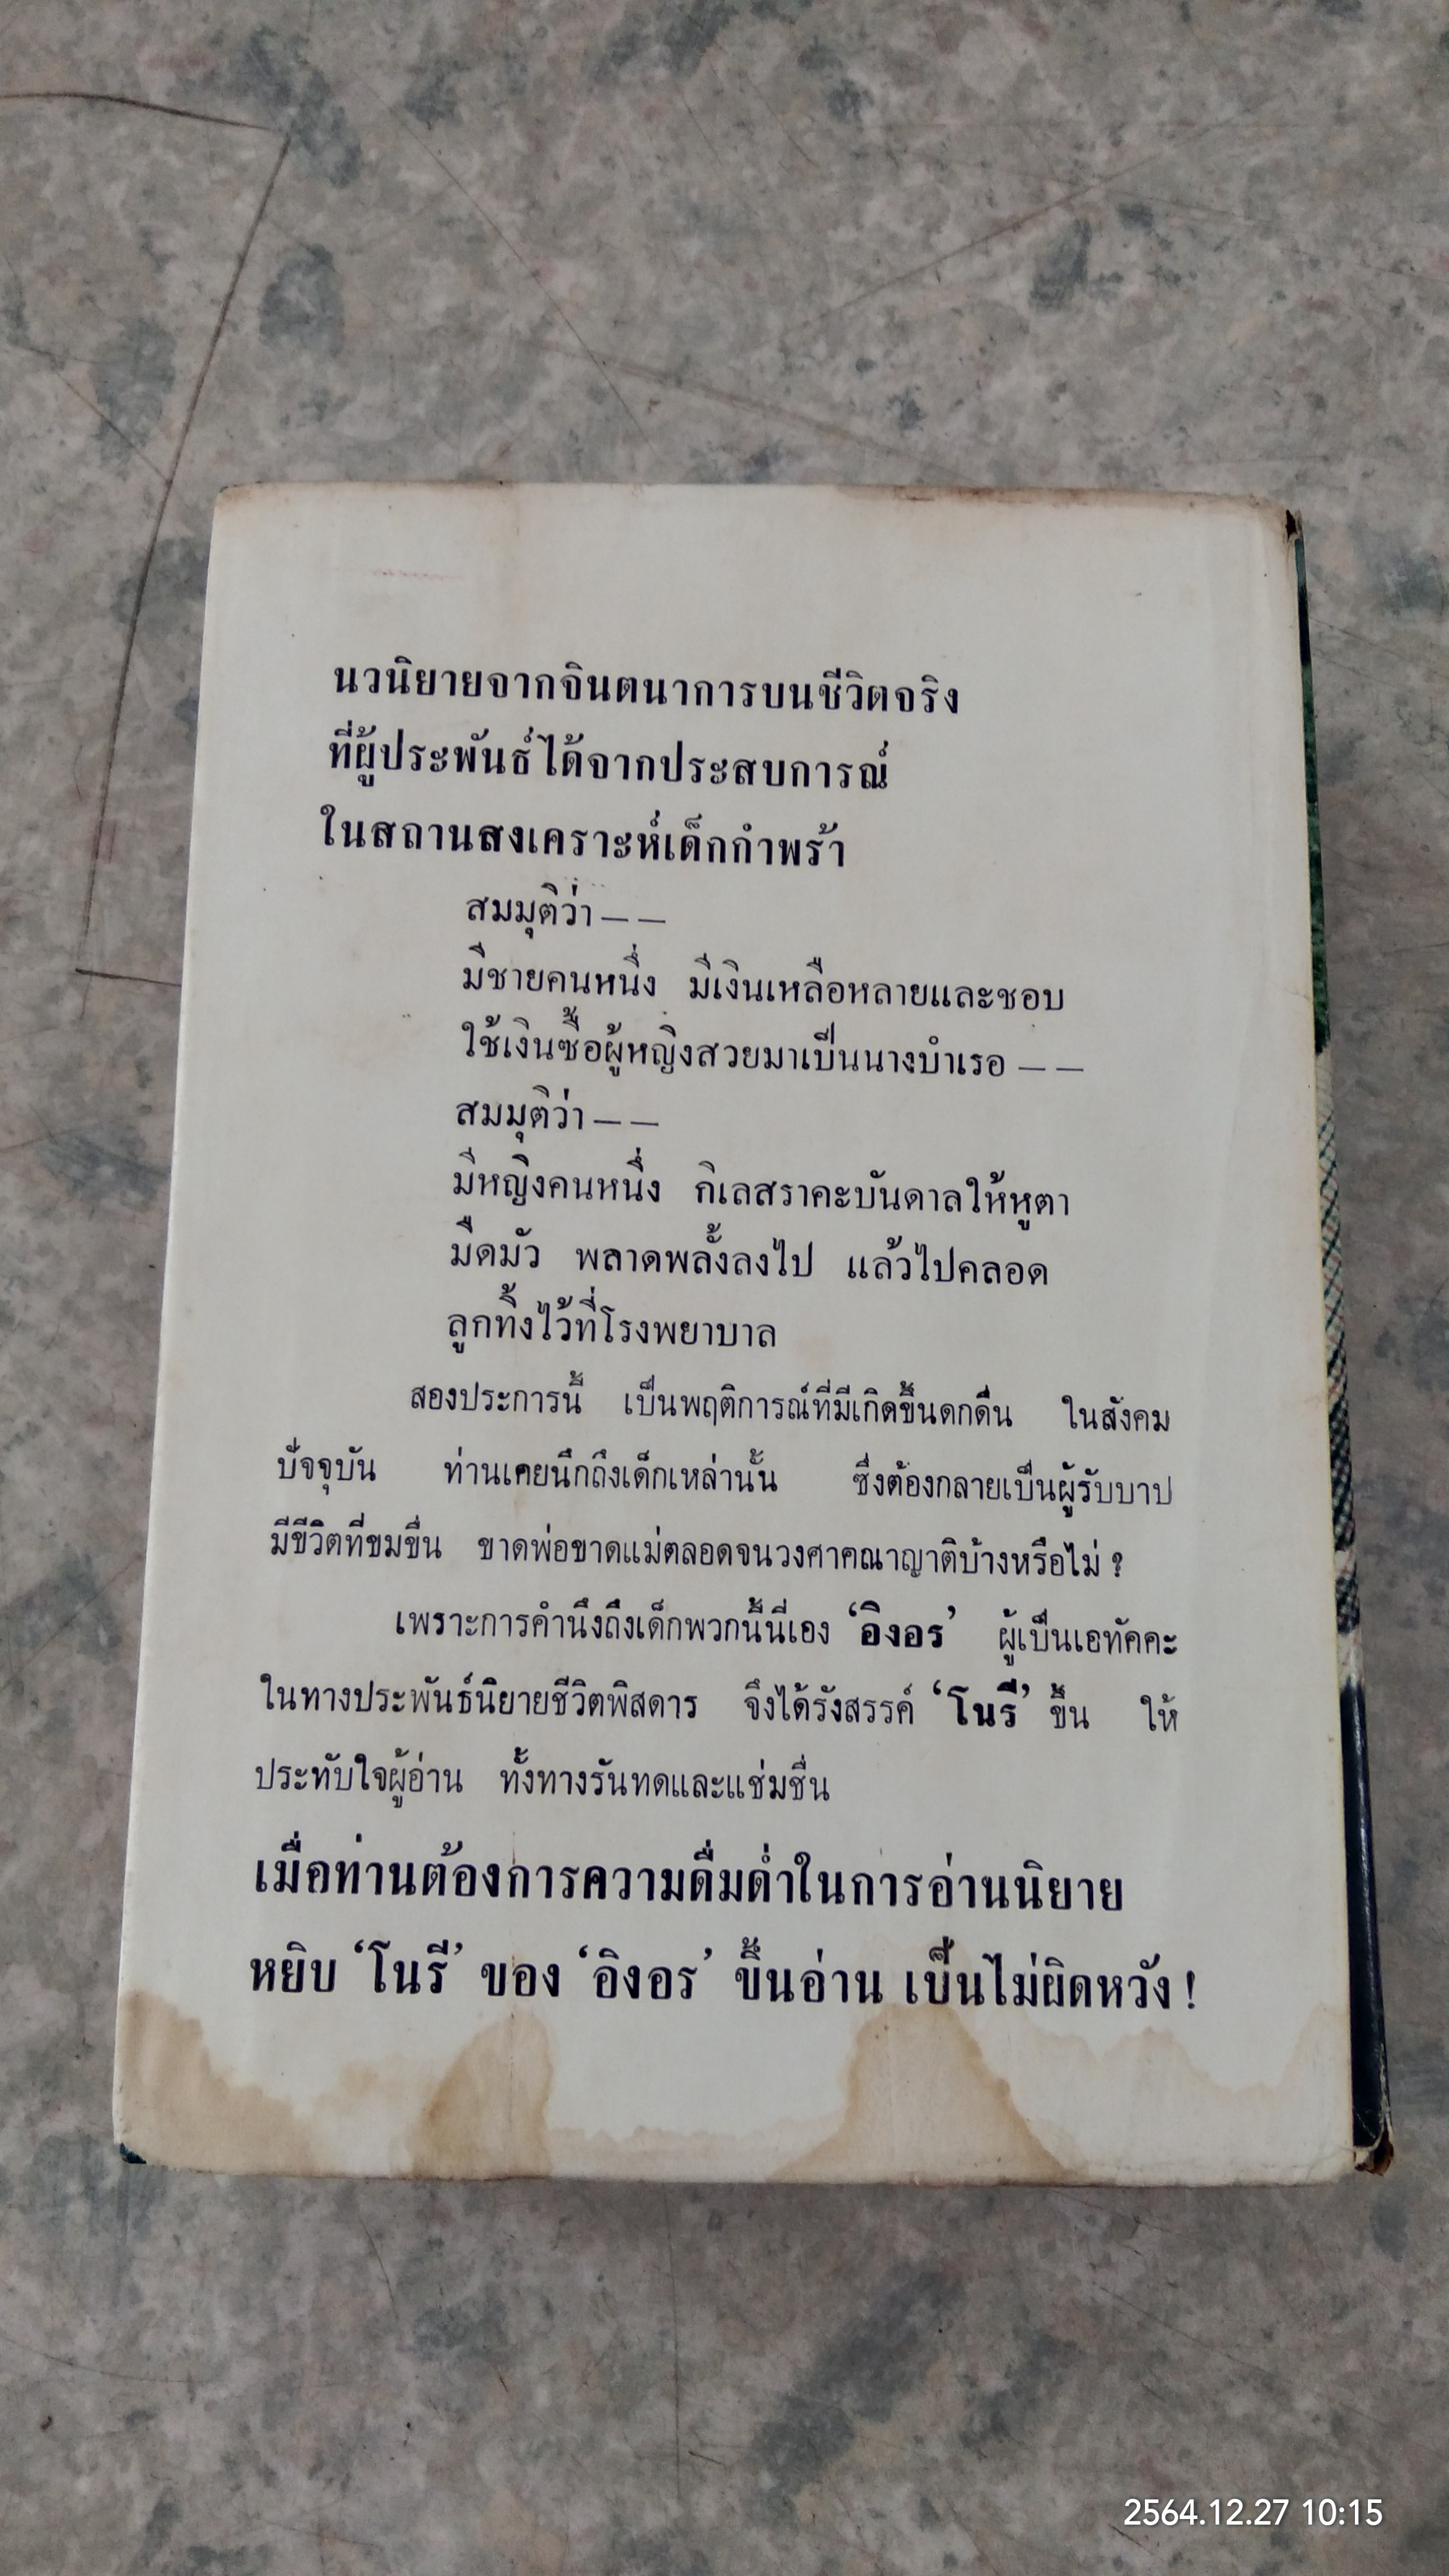 นวนิยายจากจินตนาการบนชีวิตจริง
ที่ผู้ประพันธ์ได้จากประสบการณ์
ในสถานสงเคราะห์เด็กกำพร้า
สมมุติว่า — —
มีชายคนหนึ่ง มีเงินเหลือหลายและชอบ
ใช้เงินซื้อผู้หญิงสวยมาเป็นนางบำเรอ — —
สมมุติว่า — —
มีหญิงคนหนึ่ง กิเลสราคะบันดาลให้หูตา
มืดมัว พลาดพลั้งลงไป แล้วไปคลอด
ลูกทิ้งไว้ที่โรงพยาบาล
สองประการนี้ เป็นพฤติการณ์ที่มีเกิดขึ้นดกดื่น ในสังคม
ปัจจุบัน ท่านเคยนึกถึงเด็กเหล่านั้น ซึ่งต้องกลายเป็นผู้รับบาป
มีชีวิตที่ขมขื่น ขาดพ่อขาดแม่ตลอดจนวงศาคณาญาติบ้างหรือไม่ ?
เพราะการคำนึงถึงเด็กพวกนี้นี่เอง ‘อิงอร’ ผู้เป็นเอทัคคะ
ในทางประพันธ์นิยายชีวิตพิสดาร จึงได้รังสรรค์ ‘โนรี’ ขึ้น ให้
ประทับใจผู้อ่าน ทั้งทางรันทดและแช่มชื่น
เมื่อท่านต้องการความดื่มด่ำในการอ่านนิยาย
หยิบ ‘โนรี’ ของ ‘อิงอร’ ขึ้นอ่าน เป็นไม่ผิดหวัง !
2564.12.27 10:15